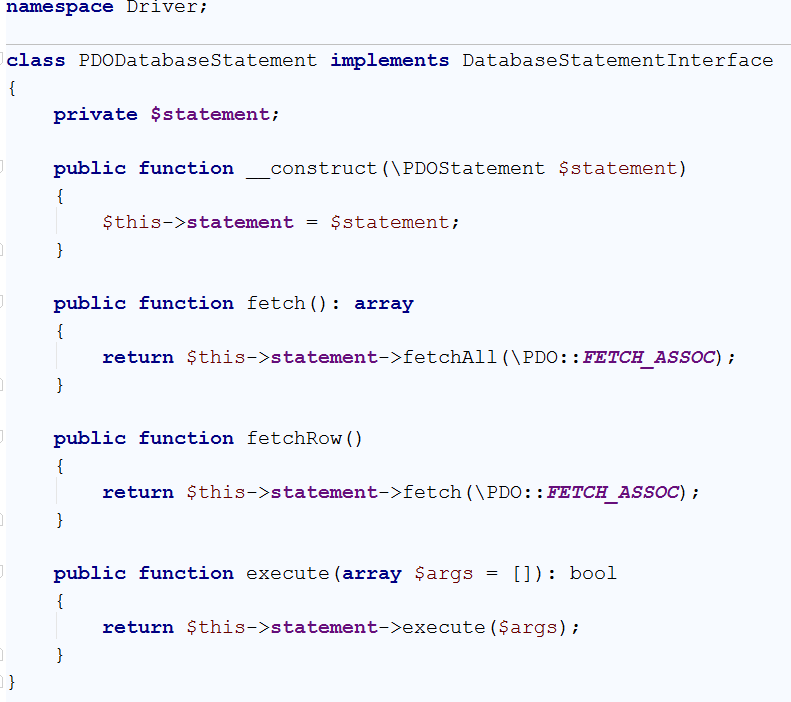 namespace Driver;
class PDODatabaseStatement implements DatabaseStatementInterface
{
    private $statement;

    public function __construct(\PDOStatement $statement)
    {
        $this->statement = $statement;
    }

    public function fetch(): array
    {
        return $this->statement->fetchAll(\PDO::FETCH_ASSOC);
    }

    public function fetchRow()
    {
        return $this->statement->fetch(\PDO::FETCH_ASSOC);
    }

    public function execute(array $args = []): bool
    {
        return $this->statement->execute($args);
    }
}